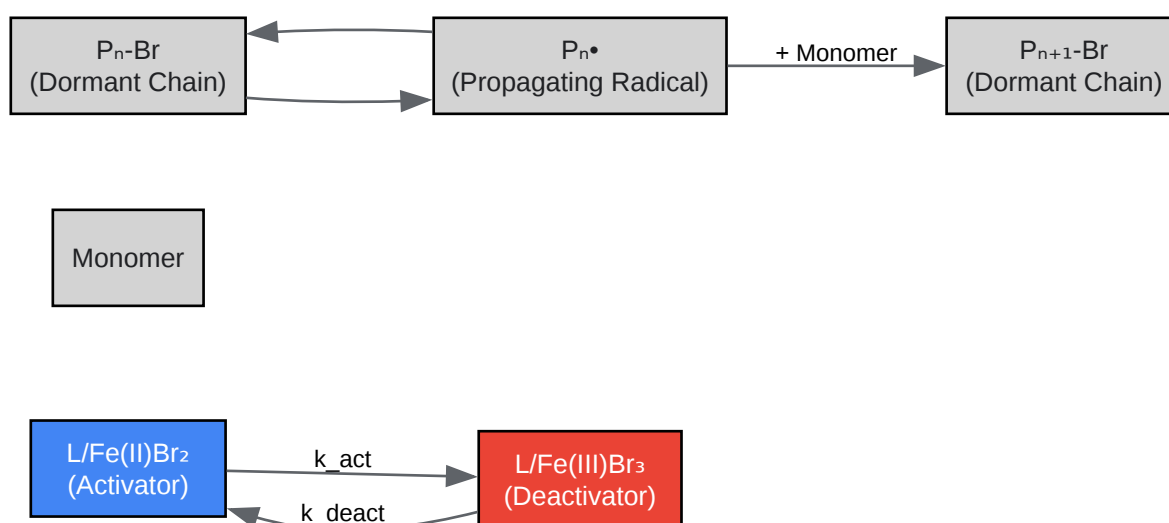 Pₙ-Br
(Dormant Chain)
Pₙ•
(Propagating Radical)
+ Monomer
Pₙ₊₁-Br
(Dormant Chain)
Monomer
L/Fe(II)Br₂
(Activator)
k_act
L/Fe(III)Br₃
(Deactivator)
k_deact